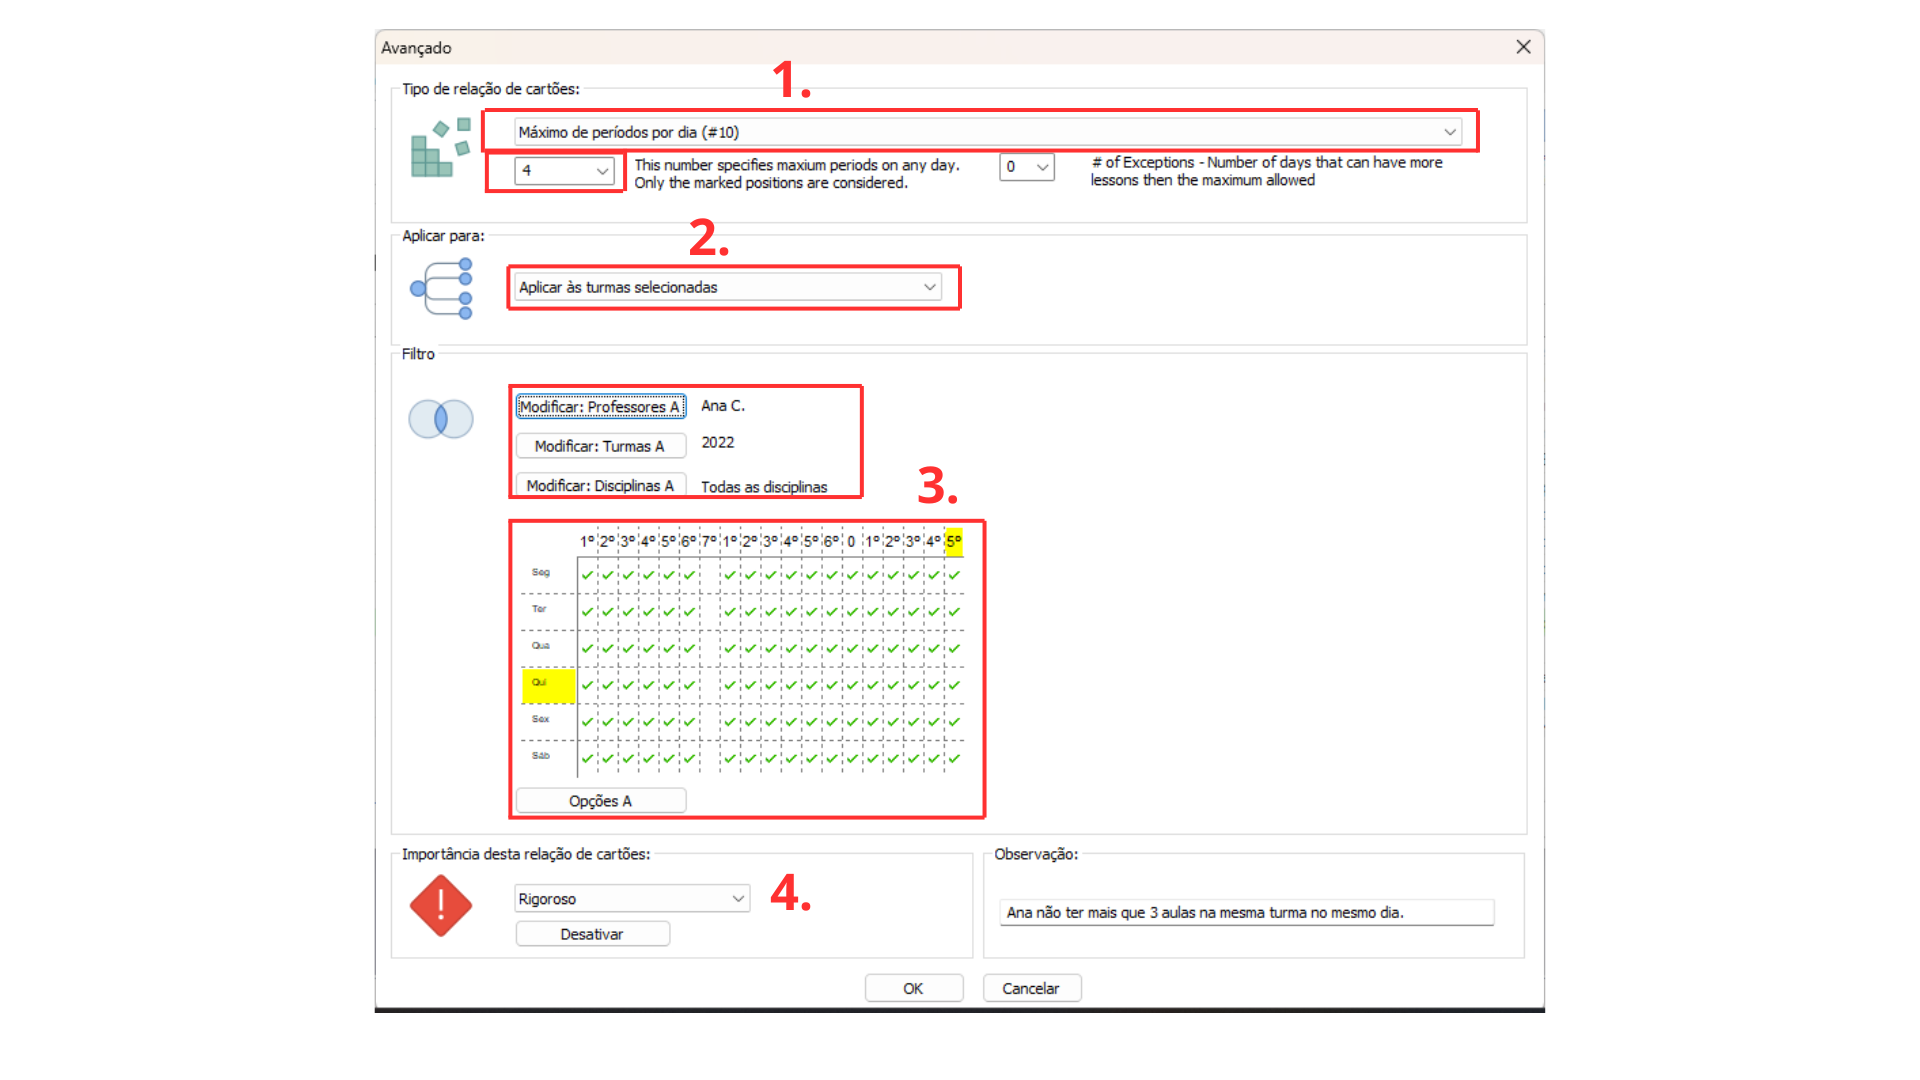 Avançado
1.
Tipo de relação de cartões:
Máximo de períodos por dia (#10)
4
This number specifies maxium periods on any day.
Only the marked positions are considered.
0
# of Exceptions - Number of days that can have more
lessons then the maximum allowed
2.
Aplicar para:
Aplicar às turmas selecionadas
Filtro
Modificar: Professores A Ana C.
Modificar: Turmas A 2022
Modificar: Disciplinas A Todas as disciplinas
3.
1º 2º 3º 4º 5º 6º 7º 1º 2º 3º 4º 5º 6º 0 1º 2º 3º 4º 5º
Seg
Ter
Qua
Qui
Sex
Sáb
Opções A
Importância desta relação de cartões:
Rigoroso
4.
Desativar
Observação:
Ana não ter mais que 3 aulas na mesma turma no mesmo dia.
OK Cancelar